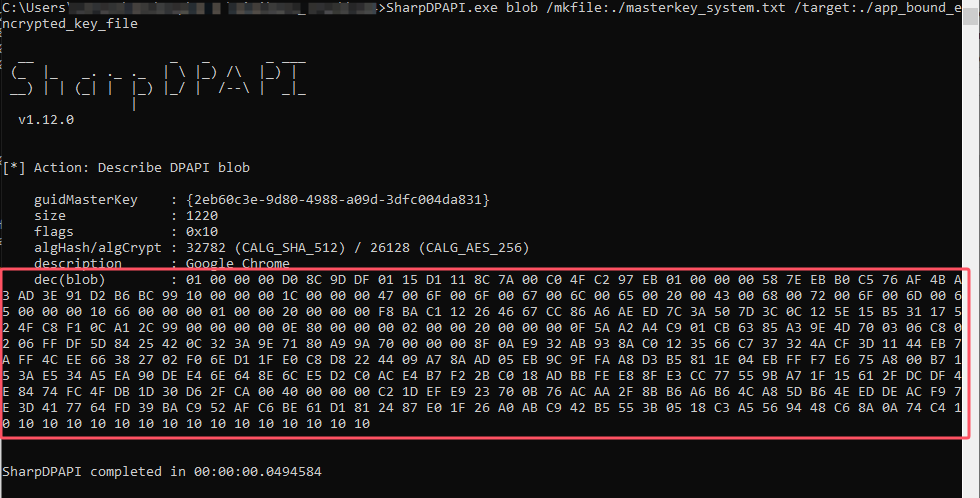 C:\Users\ >SharpDPAPI.exe blob /mkfile:./masterkey_system.txt /target:./app_bound_e
ncrypted_key_file
SharpDPAPI
v1.12.0
[*] Action: Describe DPAPI blob
guidMasterKey : {2eb60c3e-9d80-4988-a09d-3dfc004da831}
size : 1220
flags : 0x10
algHash/algCrypt : 32782 (CALG_SHA_512) / 26128 (CALG_AES_256)
description : Google Chrome
dec(blob) : 01 00 00 00 D0 8C 9D DF 01 15 D1 11 8C 7A 00 C0 4F C2 97 EB 01 00 00 00 58 7E EB B0 C5 76 AF 4B A
3 AD 3E 91 D2 B6 BC 99 10 00 00 00 1C 00 00 00 47 00 6F 00 6F 00 67 00 6C 00 65 00 20 00 43 00 68 00 72 00 6F 00 6D 00 6
5 00 00 00 10 66 00 00 00 01 00 00 20 00 00 00 F8 BA C1 12 26 46 67 CC 86 A6 AE ED 7C 3A 50 7D 3C 0C 12 5E 15 B5 31 17 5
2 4F C8 F1 0C A1 2C 99 00 00 00 00 0E 80 00 00 00 02 00 00 20 00 00 00 0F 5A A2 A4 C9 01 CB 63 85 A3 9E 4D 70 03 06 C8 0
2 06 FF DF 5D 84 25 42 0C 32 3A 9E 71 80 A9 9A 70 00 00 00 8F 0A E9 32 AB 93 8A C0 12 35 66 C7 37 32 4A CF 3D 11 44 EB 7
A FF 4C EE 66 38 27 02 F0 6E D1 1F E0 C8 D8 22 44 09 A7 8A AD 05 EB 9C 9F FA A8 D3 B5 81 1E 04 EB FF F7 E6 75 A8 00 B7 1
5 3A E5 34 A5 EA 90 DE E4 6E 64 8E 6C E5 D2 C0 AC E4 B7 F2 2B C0 18 AD BB FE E8 8F E3 CC 77 55 9B A7 1F 15 61 2F DC DF 4
E 84 74 FC 4F DB 1D 30 D6 2F CA 00 40 00 00 00 C2 1D EF E9 23 70 0B 76 AC AA 2F 8B B6 A6 B6 4C A8 5D B6 4E ED DE AC F9 7
E 3D 41 77 64 FD 39 BA C9 52 AF C6 BE 61 D1 81 24 87 E0 1F 26 A0 AB C9 42 B5 55 3B 05 18 C3 A5 56 94 48 C6 8A 0A 74 C4 1
0 10 10 10 10 10 10 10 10 10 10 10 10 10 10 10
SharpDPAPI completed in 00:00:00.0494584